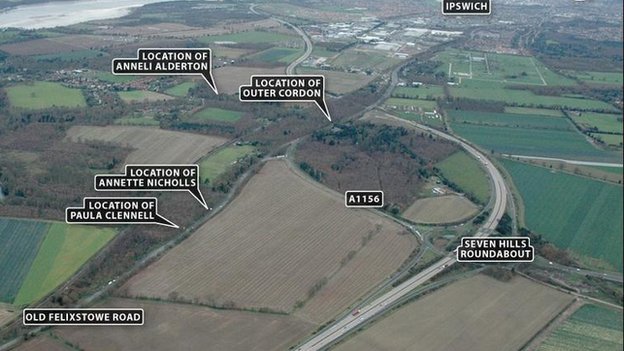 IPSWICH
LOCATION OF
ANNELI ALDERTON
LOCATION OF
OUTER CORDON
LOCATION OF
ANNETTE NICHOLLS
LOCATION OF
PAULA CLENNELL
A1156
SEVEN HILLS
ROUNDABOUT
OLD FELIXSTOWE ROAD